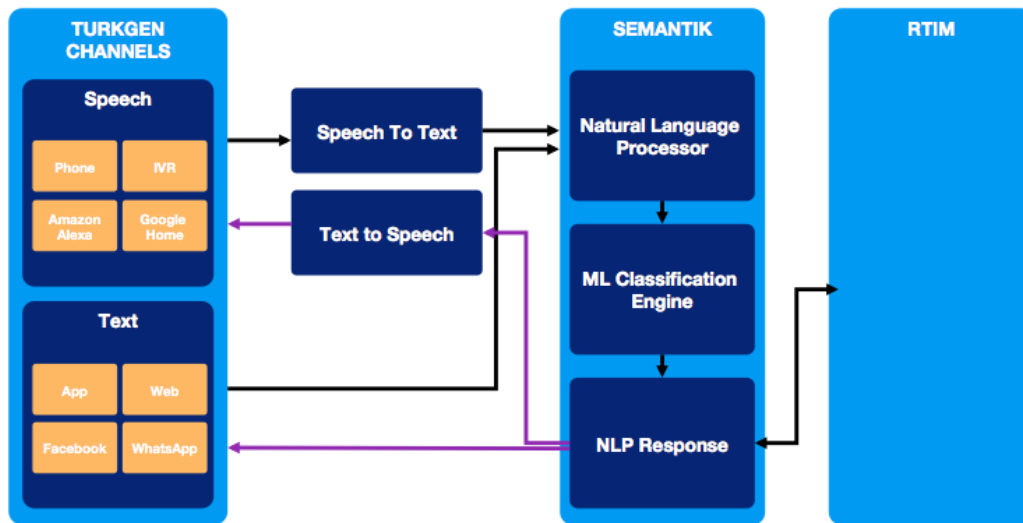 TURKGEN
CHANNELS
Speech
Phone
IVR
Amazon
Alexa
Google
Home
Text
App
Web
Facebook
WhatsApp
Speech To Text
Text to Speech
SEMANTIK
Natural Language
Processor
ML Classification
Engine
NLP Response
RTIM